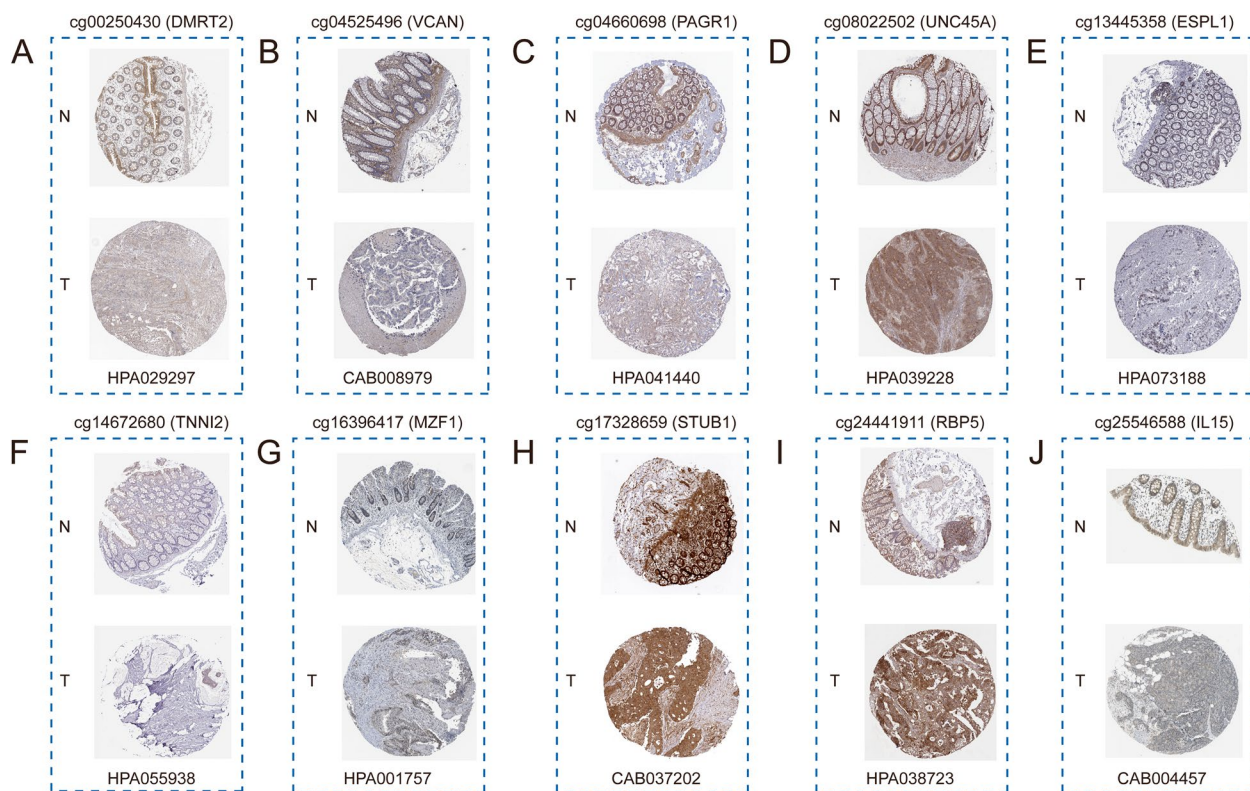 cg00250430 (DMRT2)
cg04525496 (VCAN)
cg04660698 (PAGR1)
cg08022502 (UNC45A)
cg13445358 (ESPL1)
A
B
C
D
E
N
N
N
N
N
T
T
T
T
T
HPA029297
CAB008979
HPA041440
HPA039228
HPA073188
cg14672680 (TNNI2)
cg16396417 (MZF1)
cg17328659 (STUB1)
cg24441911 (RBP5)
cg25546588 (IL15)
F
G
H
I
J
N
N
N
N
N
T
T
T
T
T
HPA055938
HPA001757
CAB037202
HPA038723
CAB004457